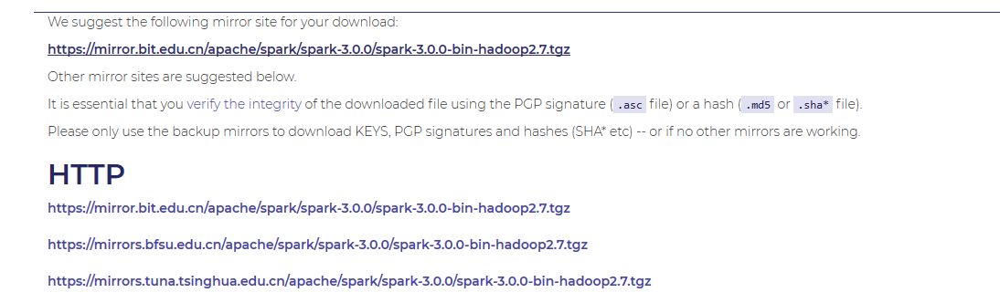 We suggest the following mirror site for your download:
https://mirror.bit.edu.cn/apache/spark/spark-3.0.0/spark-3.0.0-bin-hadoop2.7.tgz
Other mirror sites are suggested below.
It is essential that you verify the integrity of the downloaded file using the PGP signature ( .asc file) or a hash ( .md5 or .sha* file).
Please only use the backup mirrors to download KEYS, PGP signatures and hashes (SHA* etc) -- or if no other mirrors are working.
HTTP
https://mirror.bit.edu.cn/apache/spark/spark-3.0.0/spark-3.0.0-bin-hadoop2.7.tgz
https://mirrors.bfsu.edu.cn/apache/spark/spark-3.0.0/spark-3.0.0-bin-hadoop2.7.tgz
https://mirrors.tuna.tsinghua.edu.cn/apache/spark/spark-3.0.0/spark-3.0.0-bin-hadoop2.7.tgz